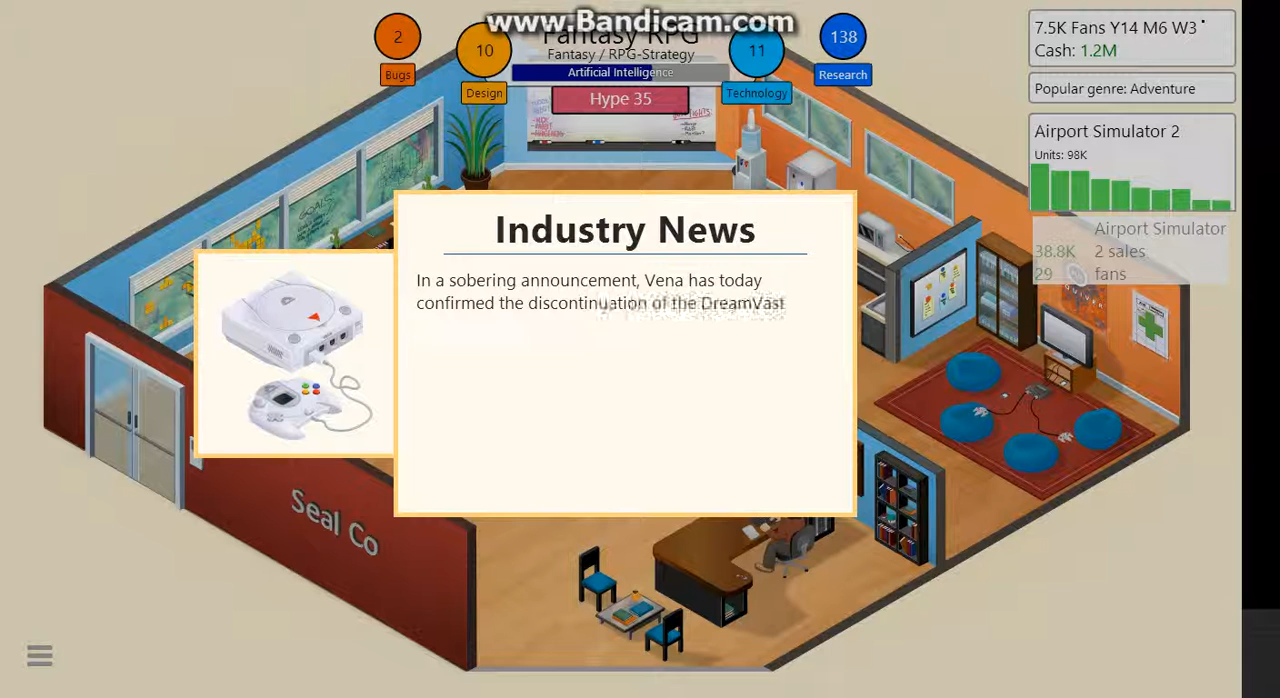 www.Bandicam.com
Fantasy RPG
Fantasy / RPG-Strategy
Artificial Intelligence
Hype 35
2
Bugs
10
Design
11
Technology
138
Research
7.5K Fans Y14 M6 W3
Cash: 1.2M
Popular genre: Adventure
Airport Simulator 2
Units: 98K
38.8K
29
Airport Simulator
2 sales
fans
GOALS
Industry News
In a sobering announcement, Vena has today
confirmed the discontinuation of the DreamVast
Seal Co